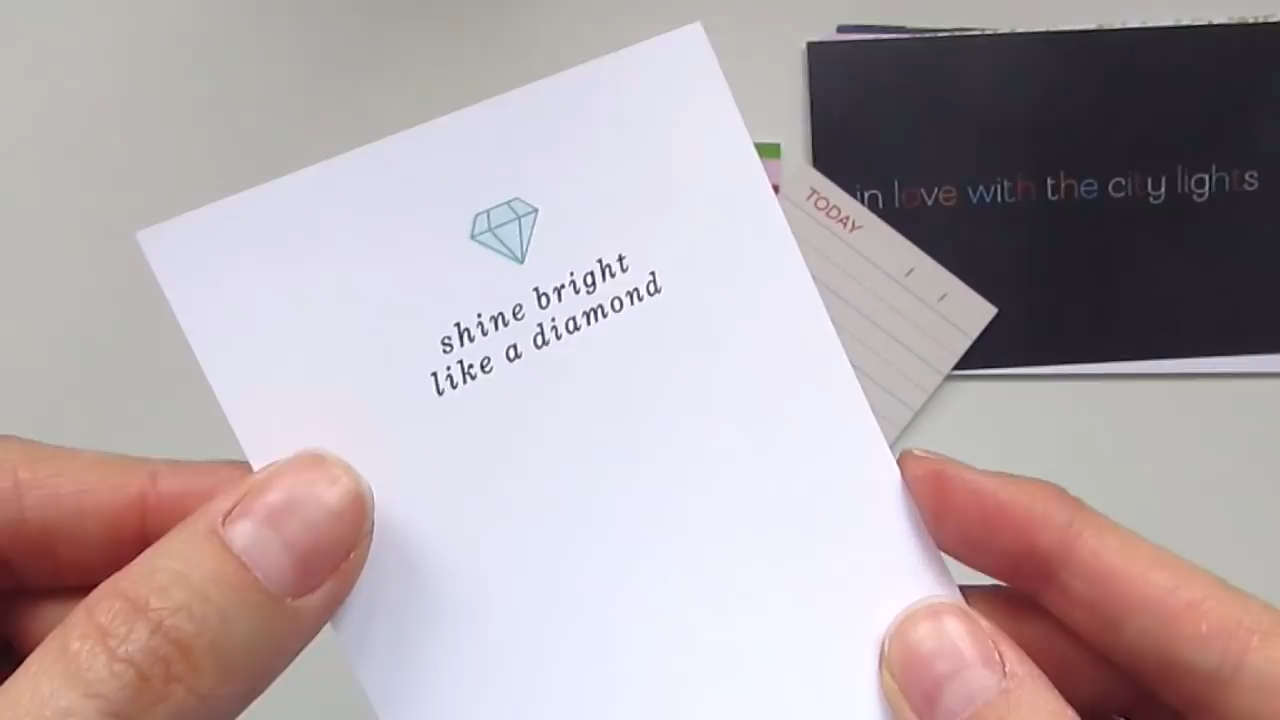 shine bright
like a diamond
TODAY
/ /
in love with the city lights